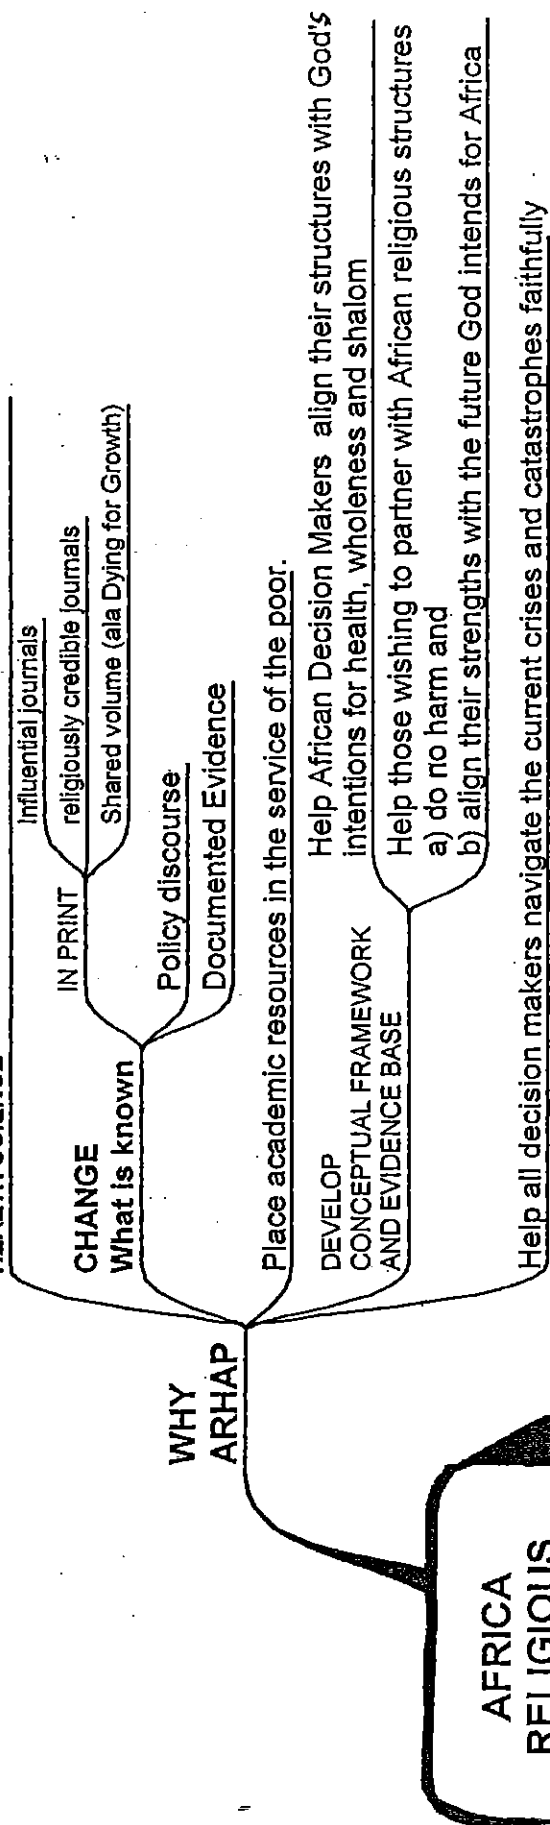 Influential journals
religiously credible journals
Shared volume (ala Dying for Growth)
IN PRINT
CHANGE
What is known
Policy discourse
Documented Evidence
Place academic resources in the service of the poor.
WHY
ARHAP
Help African Decision Makers align their structures with God's
intentions for health, wholeness and shalom
DEVELOP
CONCEPTUAL FRAMEWORK
AND EVIDENCE BASE
Help those wishing to partner with African religious structures
a) do no harm and
b) align their strengths with the future God intends for Africa
Help all decision makers navigate the current crises and catastrophes faithfully
AFRICA
RELIGIOUS